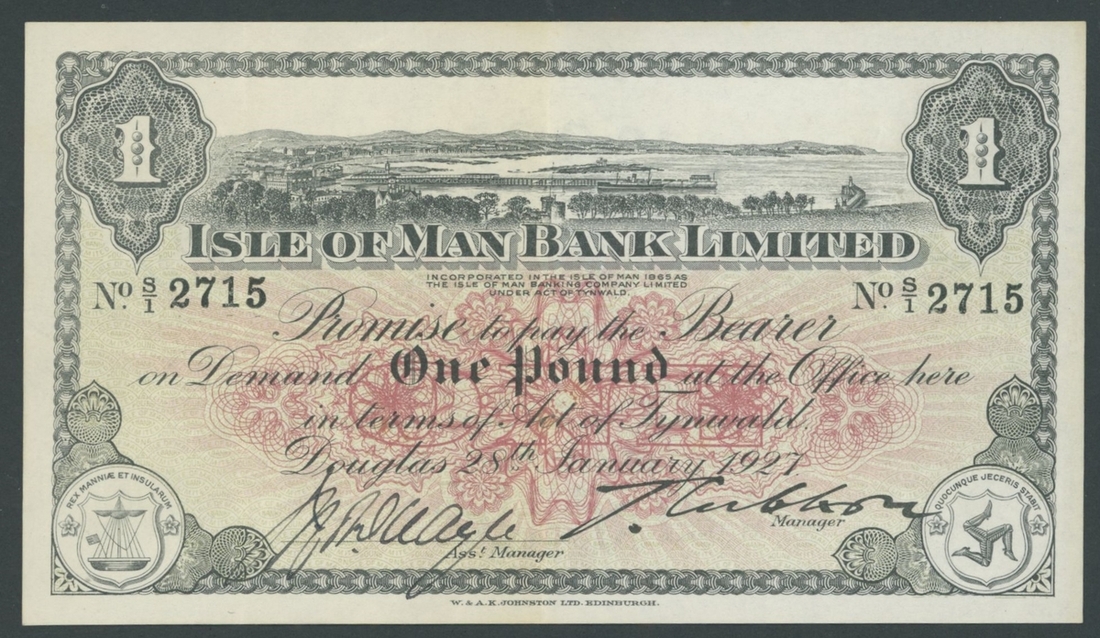 1 1
ISLE OF MAN BANK LIMITED
INCORPORATED IN THE ISLE OF MAN 1865 AS
THE ISLE OF MAN BANKING COMPANY LIMITED
UNDER ACT OF TYNWALD.
No. S/1 2715 No. S/1 2715
Promise to pay the Bearer
on Demand One Pound at the Office here
in terms of Act of Tynwald
Douglas 28th January 1927
Manager
Asst. Manager
REX MANNIÆ ET INSULARUM
QUOCUNQUE JECERIS STABIT
W. & A.K. JOHNSTON LTD. EDINBURGH.